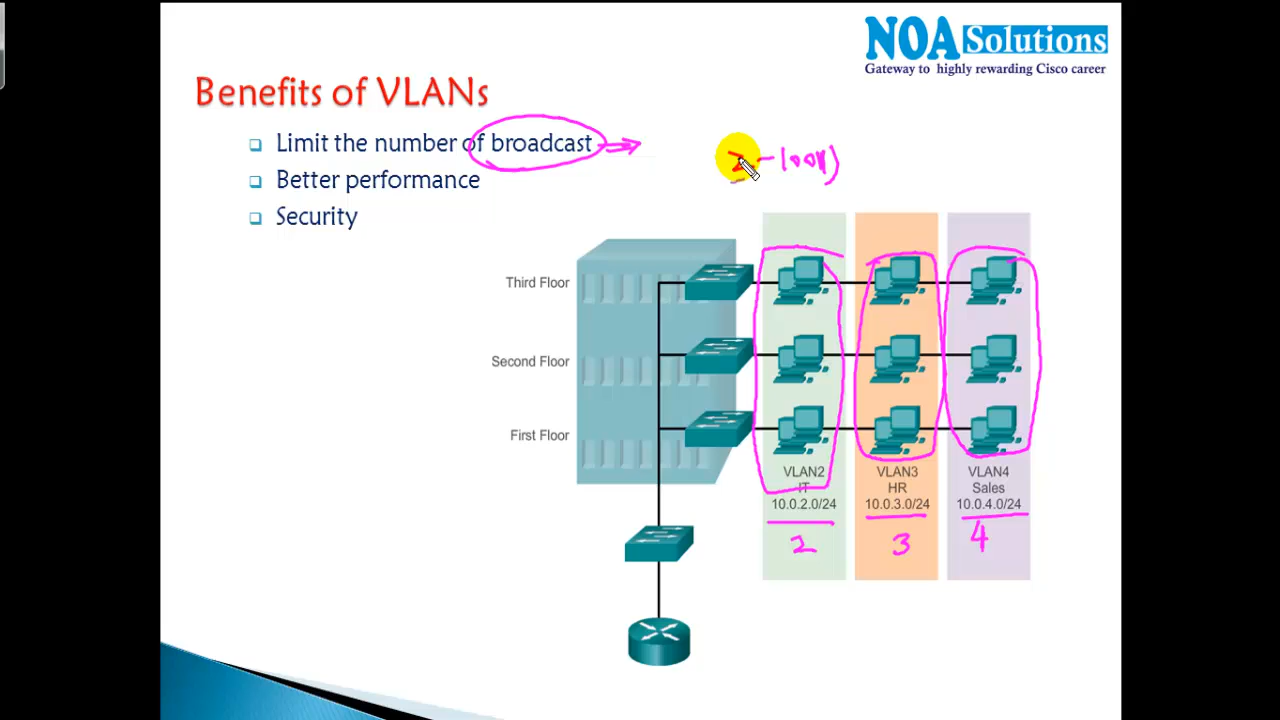 NOA Solutions
Gateway to highly rewarding Cisco career
Benefits of VLANs
Limit the number of broadcast
Better performance
Security
Third Floor
Second Floor
First Floor
VLAN2 VLAN3 VLAN4
IT HR Sales
10.0.2.0/24 10.0.3.0/24 10.0.4.0/24
2 3 4